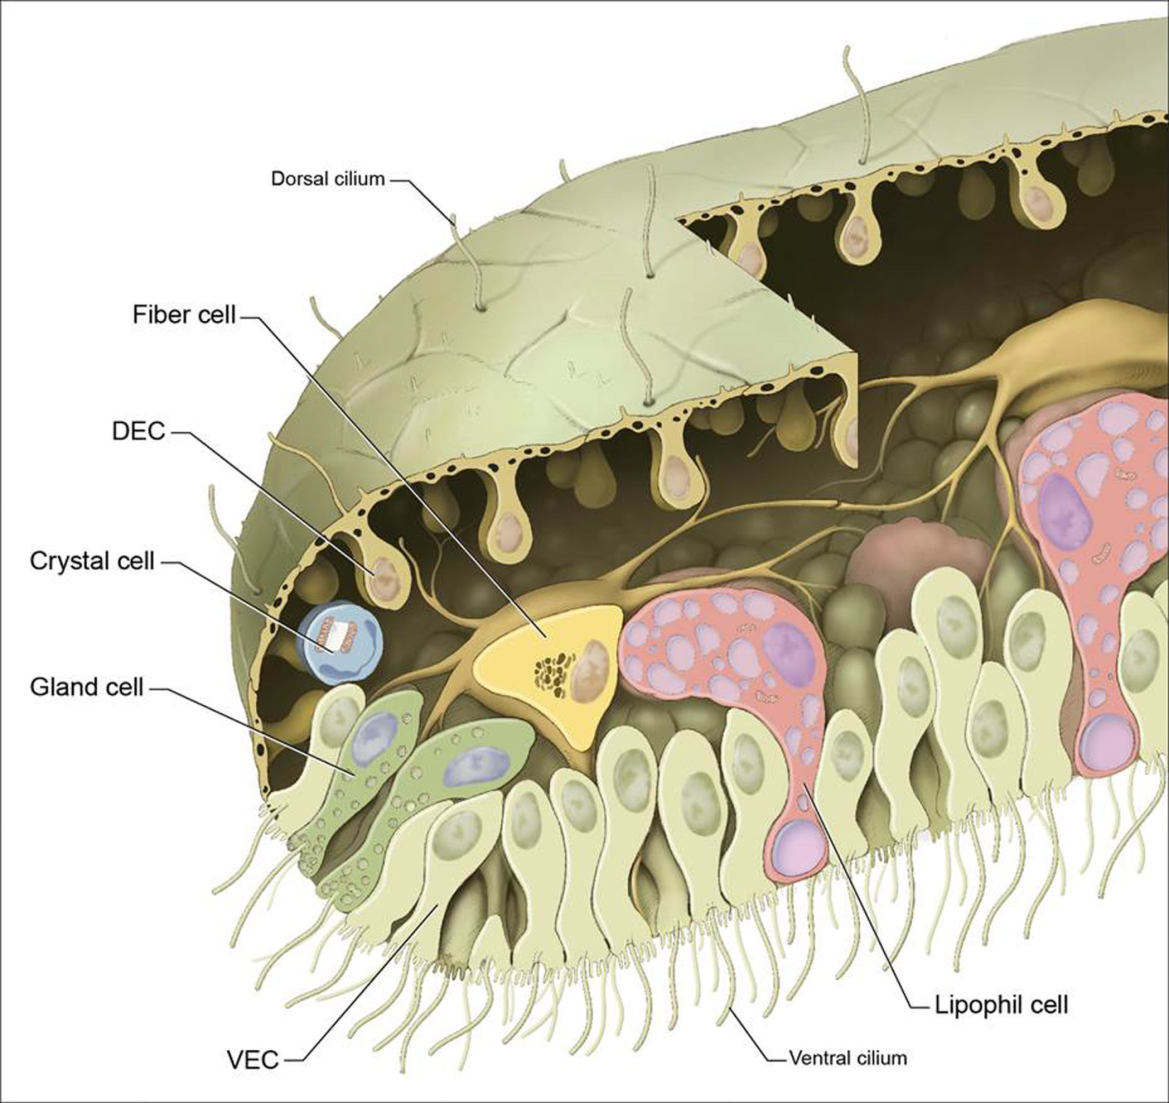 Dorsal cilium
Fiber cell
DEC
Crystal cell
Gland cell
VEC
Lipophil cell
Ventral cilium